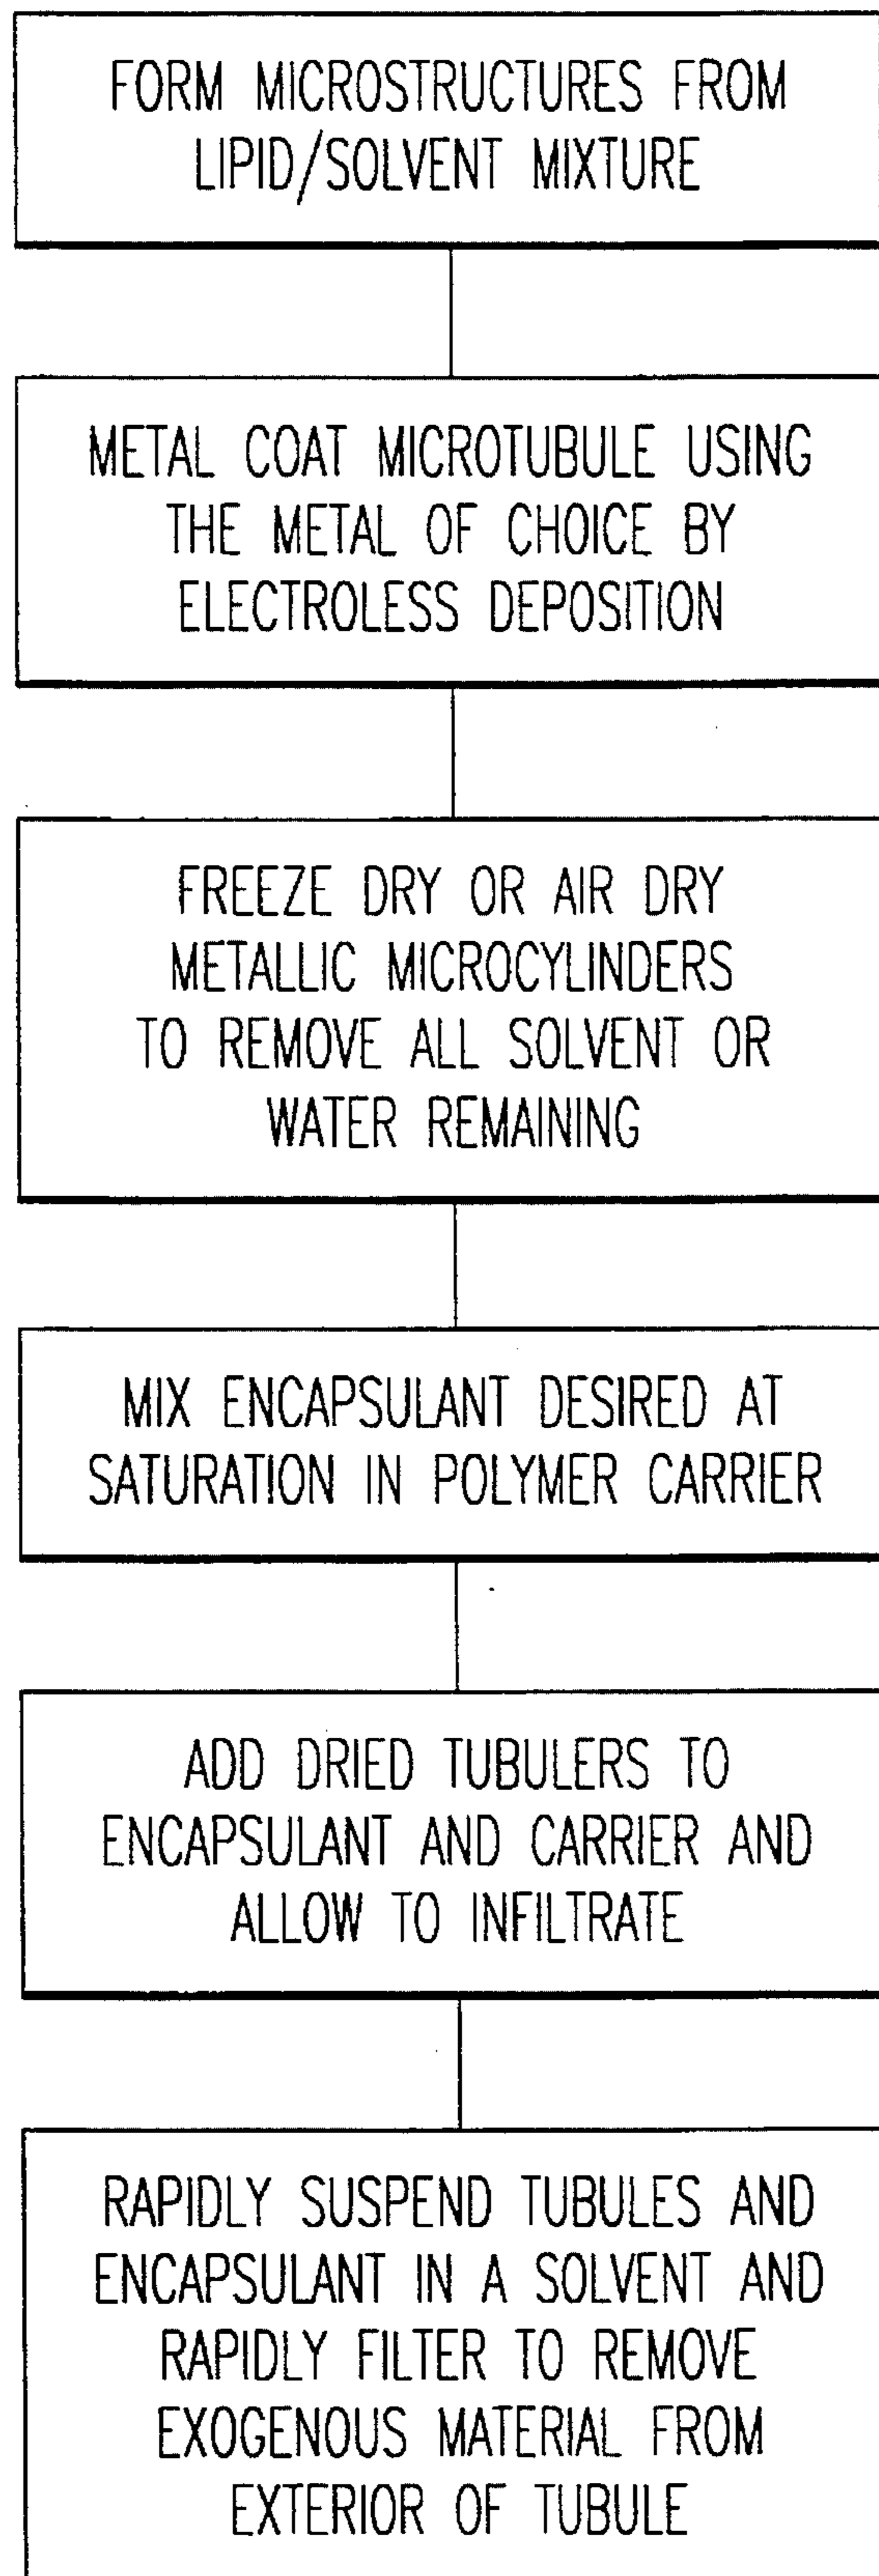 FORM MICROSTRUCTURES FROM
LIPID/SOLVENT MIXTURE
METAL COAT MICROTUBULE USING
THE METAL OF CHOICE BY
ELECTROLESS DEPOSITION
FREEZE DRY OR AIR DRY
METALLIC MICROCYLINDERS
TO REMOVE ALL SOLVENT OR
WATER REMAINING
MIX ENCAPSULANT DESIRED AT
SATURATION IN POLYMER CARRIER
ADD DRIED TUBULERS TO
ENCAPSULANT AND CARRIER AND
ALLOW TO INFILTRATE
RAPIDLY SUSPEND TUBULES AND
ENCAPSULANT IN A SOLVENT AND
RAPIDLY FILTER TO REMOVE
EXOGENOUS MATERIAL FROM
EXTERIOR OF TUBULE